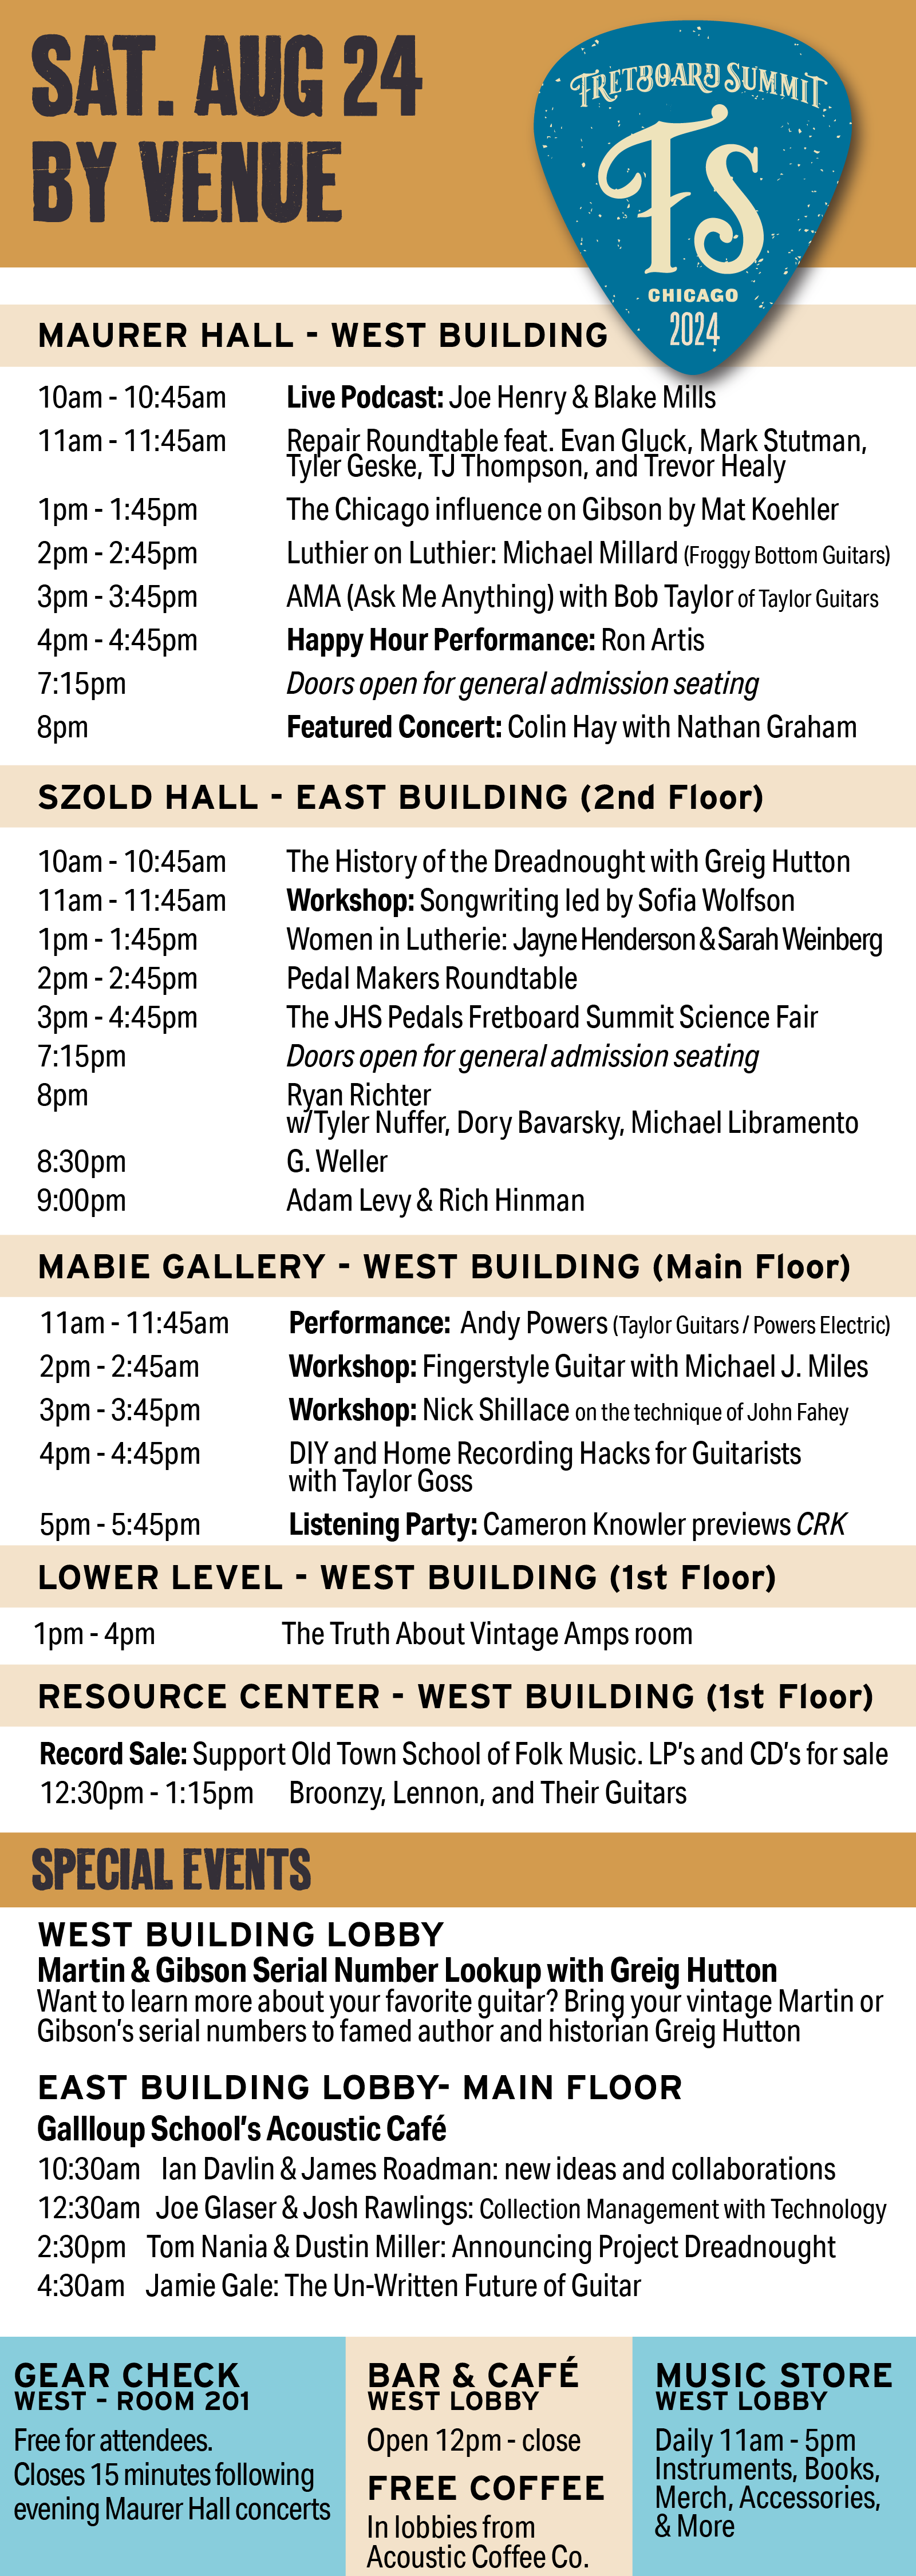 SAT. AUG 24
BY VENUE
FRETBOARD SUMMIT
FS
CHICAGO
2024
MAURER HALL - WEST BUILDING
10am - 10:45am Live Podcast: Joe Henry & Blake Mills
11am - 11:45am Repair Roundtable feat. Evan Gluck, Mark Stutman,
Tyler Geske, TJ Thompson, and Trevor Healy
1pm - 1:45pm The Chicago influence on Gibson by Mat Koehler
2pm - 2:45pm Luthier on Luthier: Michael Millard (Froggy Bottom Guitars)
3pm - 3:45pm AMA (Ask Me Anything) with Bob Taylor of Taylor Guitars
4pm - 4:45pm Happy Hour Performance: Ron Artis
7:15pm Doors open for general admission seating
8pm Featured Concert: Colin Hay with Nathan Graham
SZOLD HALL - EAST BUILDING (2nd Floor)
10am - 10:45am The History of the Dreadnought with Greig Hutton
11am - 11:45am Workshop: Songwriting led by Sofia Wolfson
1pm - 1:45pm Women in Lutherie: Jayne Henderson & Sarah Weinberg
2pm - 2:45pm Pedal Makers Roundtable
3pm - 4:45pm The JHS Pedals Fretboard Summit Science Fair
7:15pm Doors open for general admission seating
8pm Ryan Richter
w/Tyler Nuffer, Dory Bavarsky, Michael Libramento
8:30pm G. Weller
9:00pm Adam Levy & Rich Hinman
MABIE GALLERY - WEST BUILDING (Main Floor)
11am - 11:45am Performance: Andy Powers (Taylor Guitars / Powers Electric)
2pm - 2:45am Workshop: Fingerstyle Guitar with Michael J. Miles
3pm - 3:45pm Workshop: Nick Shillace on the technique of John Fahey
4pm - 4:45pm DIY and Home Recording Hacks for Guitarists
with Taylor Goss
5pm - 5:45pm Listening Party: Cameron Knowler previews CRK
LOWER LEVEL - WEST BUILDING (1st Floor)
1pm - 4pm The Truth About Vintage Amps room
RESOURCE CENTER - WEST BUILDING (1st Floor)
Record Sale: Support Old Town School of Folk Music. LP's and CD's for sale
12:30pm - 1:15pm Broonzy, Lennon, and Their Guitars
SPECIAL EVENTS
WEST BUILDING LOBBY
Martin & Gibson Serial Number Lookup with Greig Hutton
Want to learn more about your favorite guitar? Bring your vintage Martin or
Gibson's serial numbers to famed author and historian Greig Hutton
EAST BUILDING LOBBY- MAIN FLOOR
Gallloup School's Acoustic Café
10:30am Ian Davlin & James Roadman: new ideas and collaborations
12:30am Joe Glaser & Josh Rawlings: Collection Management with Technology
2:30pm Tom Nania & Dustin Miller: Announcing Project Dreadnought
4:30am Jamie Gale: The Un-Written Future of Guitar
GEAR CHECK
WEST - ROOM 201
Free for attendees.
Closes 15 minutes following
evening Maurer Hall concerts
BAR & CAFÉ
WEST LOBBY
Open 12pm - close
FREE COFFEE
In lobbies from
Acoustic Coffee Co.
MUSIC STORE
WEST LOBBY
Daily 11am - 5pm
Instruments, Books,
Merch, Accessories,
& More